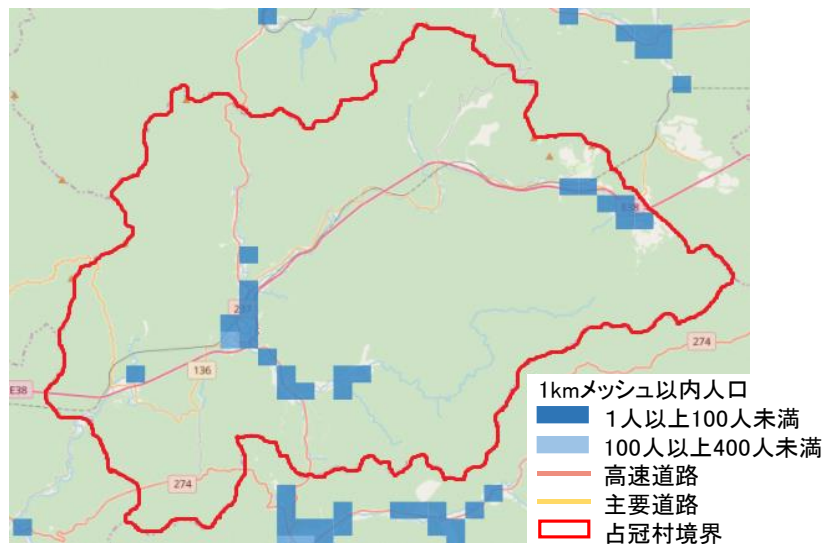 E38
237
136
E38
274
274
1kmメッシュ以内人口
1人以上100人未満
100人以上400人未満
高速道路
主要道路
占冠村境界